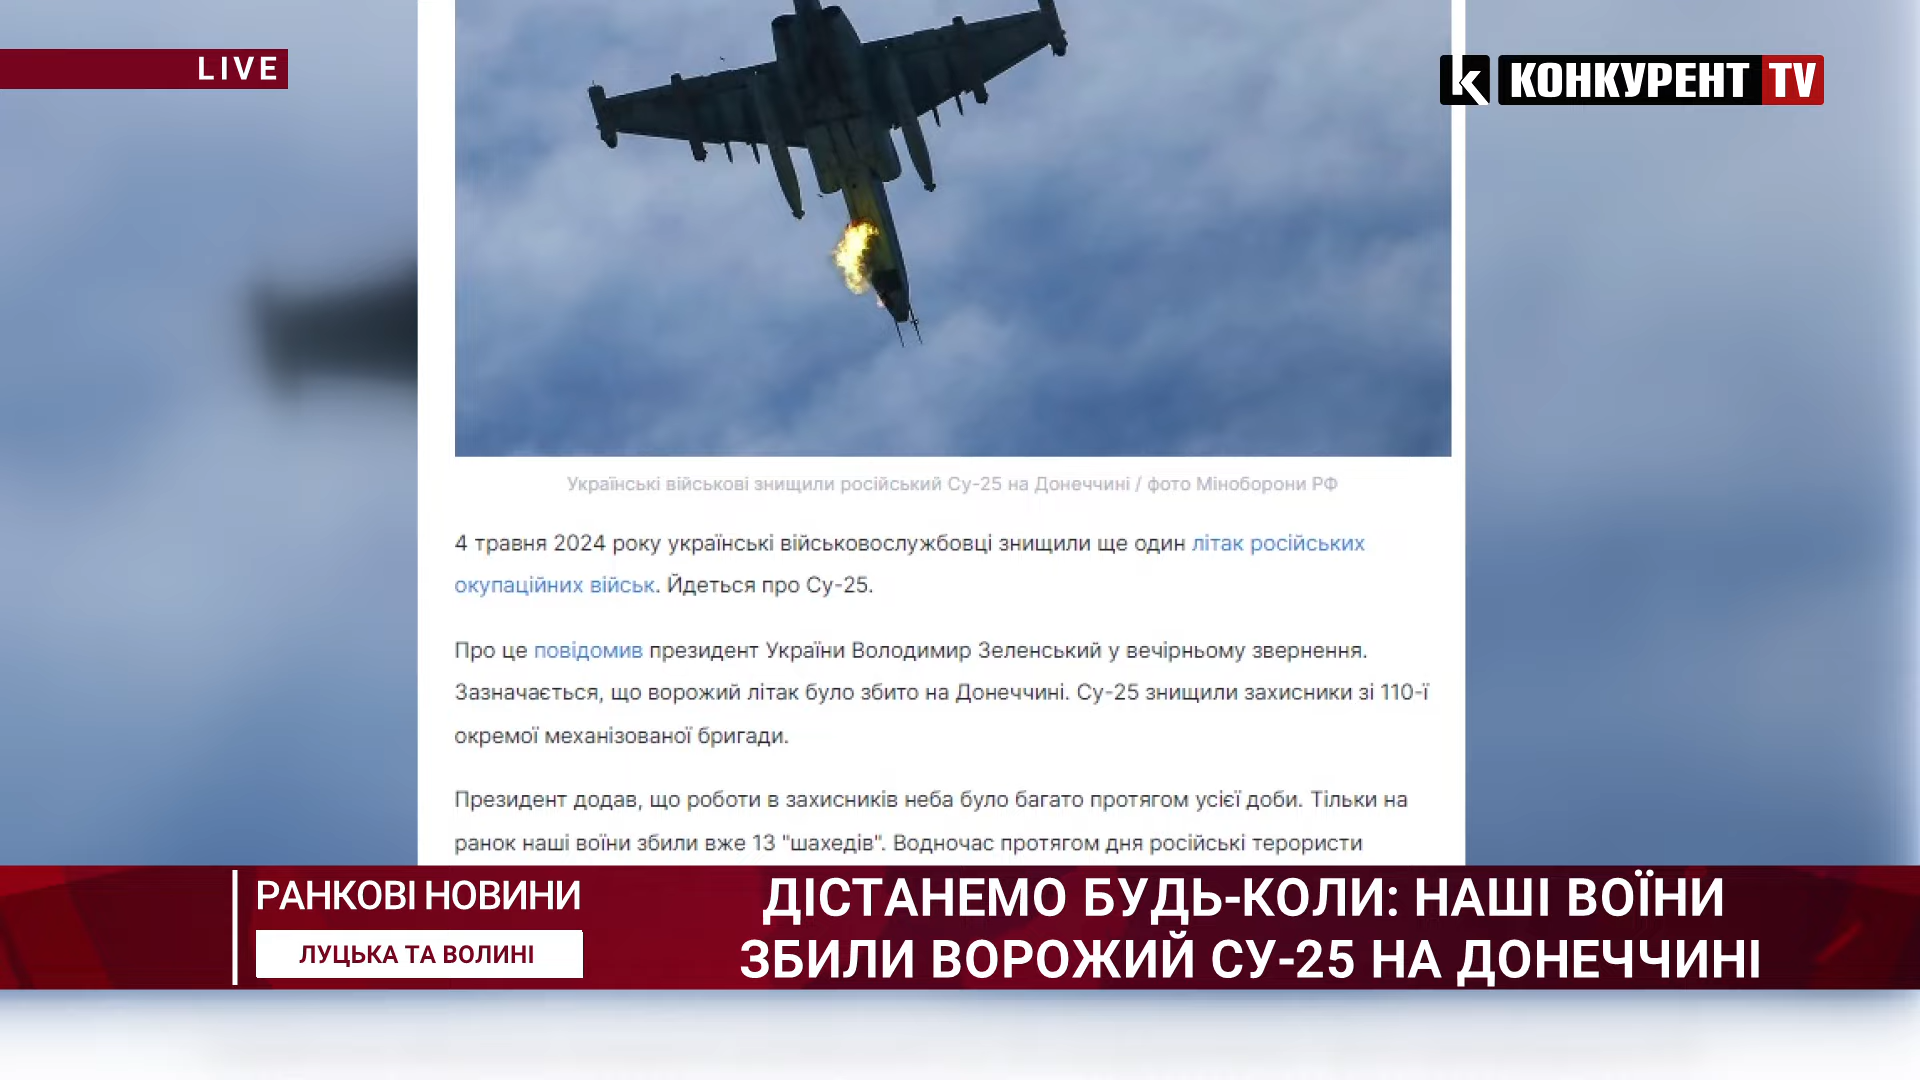 LIVE
k КОНКУРЕНТ TV
Українські військові знищили російський Су-25 на Донеччині / фото Міноборони РФ
4 травня 2024 року українські військовослужбовці знищили ще один літак російських
окупаційних військ. Йдеться про Су-25.
Про це повідомив президент України Володимир Зеленський у вечірньому звернення.
Зазначається, що ворожий літак було збито на Донеччині. Су-25 знищили захисники зі 110-ї
окремої механізованої бригади.
Президент додав, що роботи в захисників неба було багато протягом усієї доби. Тільки на
ранок наші воїни збили вже 13 "шахедів". Водночас протягом дня російські терористи
РАНКОВІ НОВИНИ
ЛУЦЬКА ТА ВОЛИНІ
ДІСТАНЕМО БУДЬ-КОЛИ: НАШІ ВОЇНИ
ЗБИЛИ ВОРОЖИЙ СУ-25 НА ДОНЕЧЧИНІ